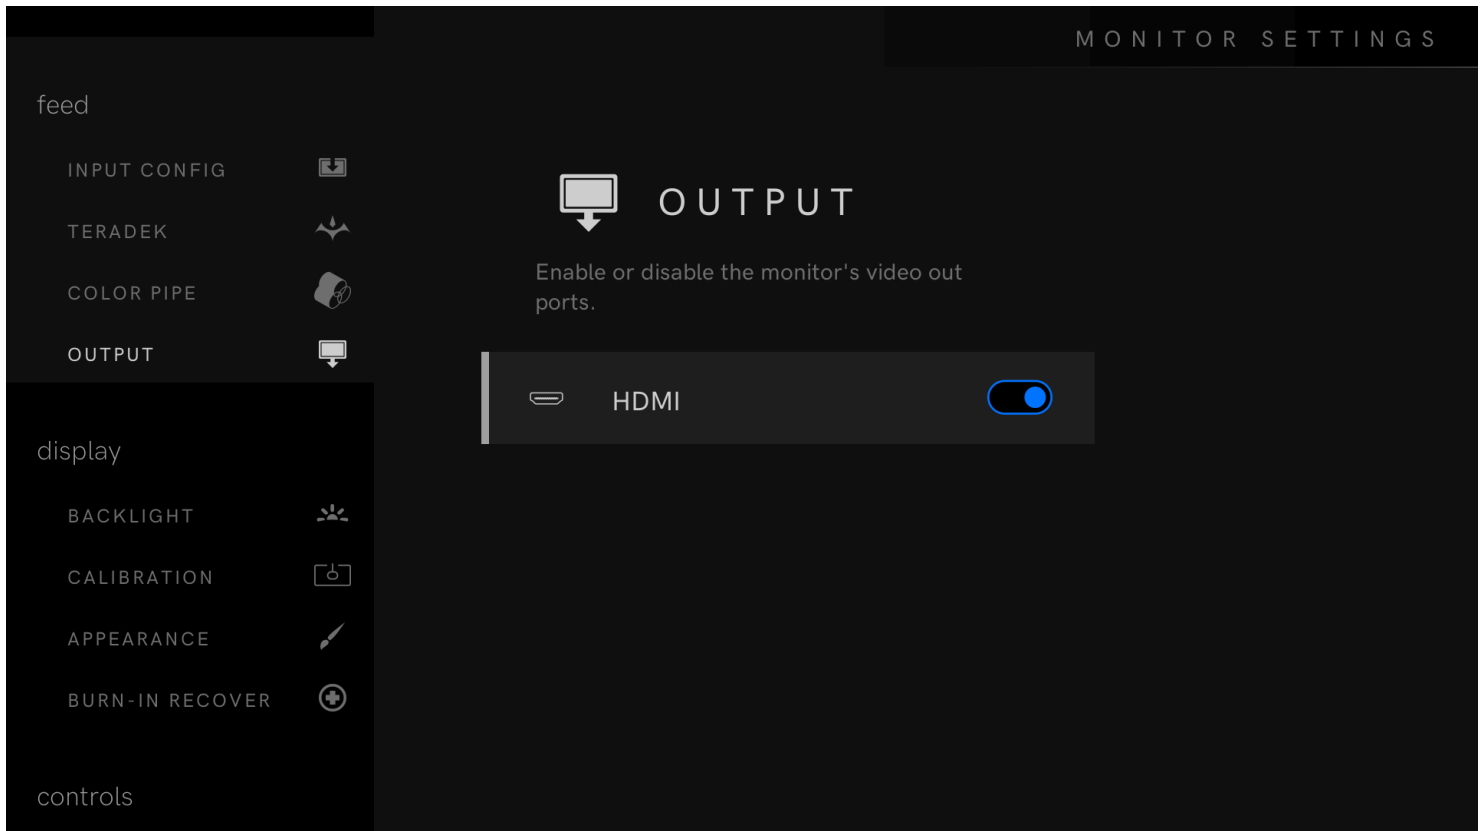 MONITOR SETTINGS
feed
INPUT CONFIG
TERADEK
COLOR PIPE
OUTPUT
display
BACKLIGHT
CALIBRATION
APPEARANCE
BURN-IN RECOVER
controls
OUTPUT
Enable or disable the monitor's video out
ports.
HDMI